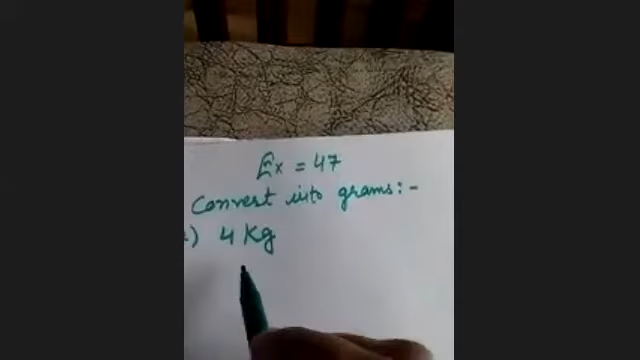 Ex = 47
Convert into grams:-
) 4 Kg